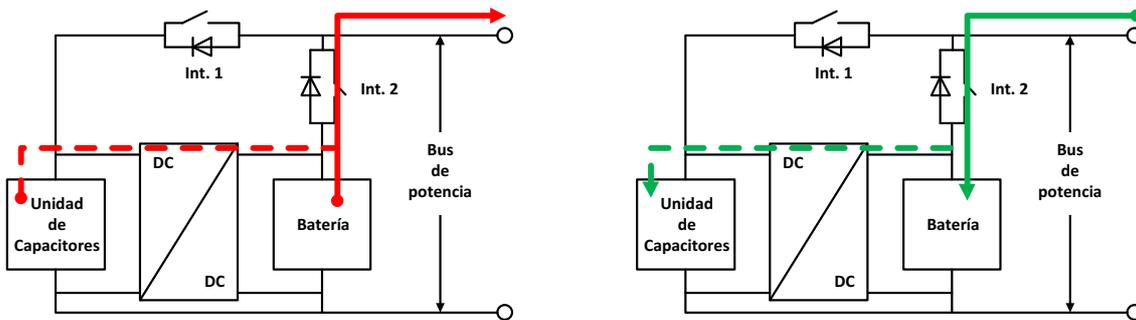 Int. 1
Int. 2
DC
Bus
de
potencia
Unidad
de
Capacitores
Batería
DC
Int. 1
Int. 2
DC
Bus
de
potencia
Unidad
de
Capacitores
Batería
DC